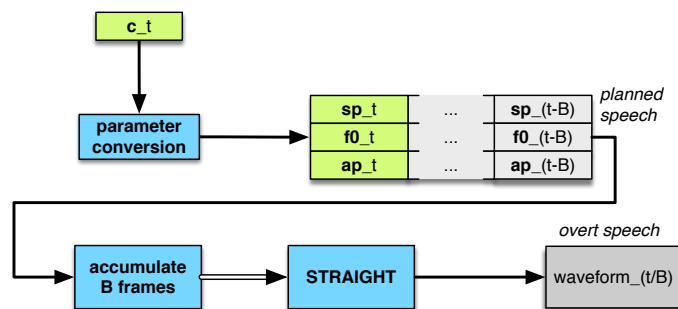 c_t
parameter
conversion
sp_t ... sp_(t-B)
f0_t ... f0_(t-B)
ap_t ... ap_(t-B)
planned
speech
accumulate
B frames
STRAIGHT
overt speech
waveform_(t/B)